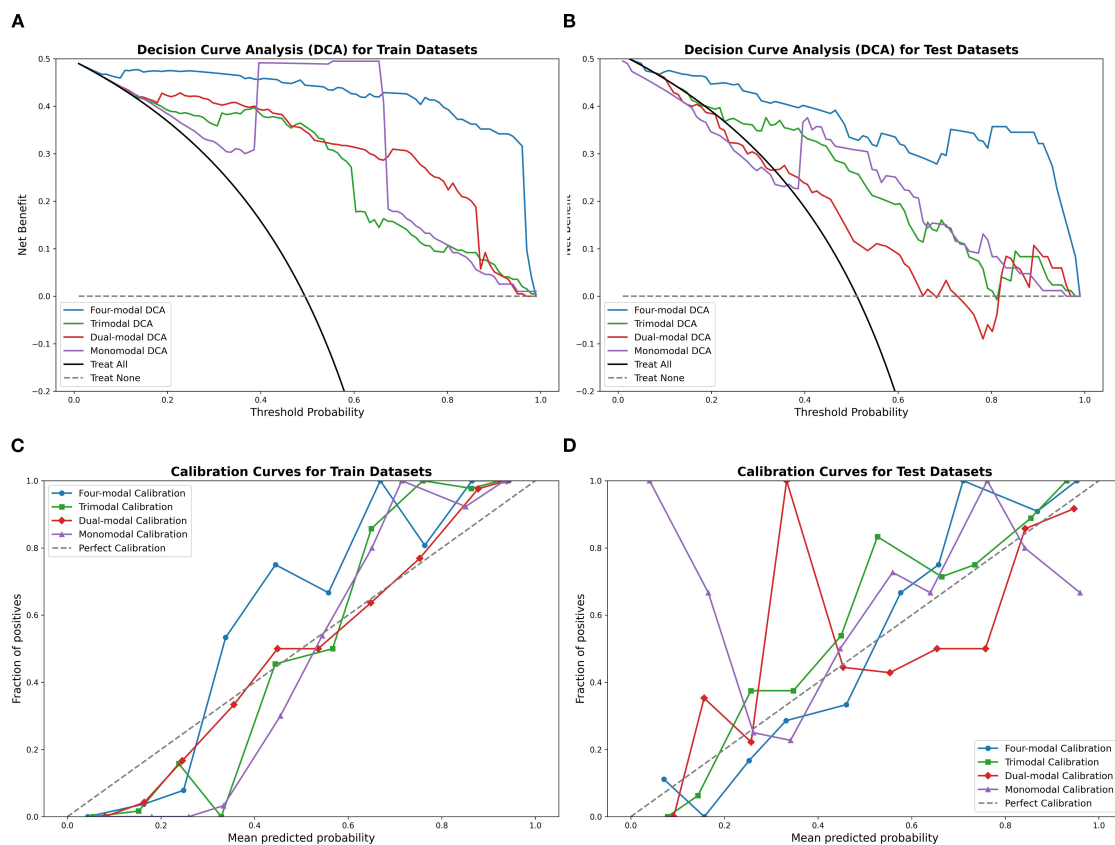 A
Decision Curve Analysis (DCA) for Train Datasets
0.5
0.4
0.3
0.2
0.1
0.0
−0.1
−0.2
Net Benefit
Four-modal DCA
Trimodal DCA
Dual-modal DCA
Monomodal DCA
Treat All
Treat None
0.0 0.2 0.4 0.6 0.8 1.0
Threshold Probability
B
Decision Curve Analysis (DCA) for Test Datasets
0.5
0.4
0.3
0.2
0.1
0.0
−0.1
−0.2
Net Benefit
Four-modal DCA
Trimodal DCA
Dual-modal DCA
Monomodal DCA
Treat All
Treat None
0.0 0.2 0.4 0.6 0.8 1.0
Threshold Probability
C
Calibration Curves for Train Datasets
1.0
0.8
0.6
0.4
0.2
0.0
Fraction of positives
Four-modal Calibration
Trimodal Calibration
Dual-modal Calibration
Monomodal Calibration
Perfect Calibration
0.0 0.2 0.4 0.6 0.8 1.0
Mean predicted probability
D
Calibration Curves for Test Datasets
1.0
0.8
0.6
0.4
0.2
0.0
Fraction of positives
Four-modal Calibration
Trimodal Calibration
Dual-modal Calibration
Monomodal Calibration
Perfect Calibration
0.0 0.2 0.4 0.6 0.8 1.0
Mean predicted probability